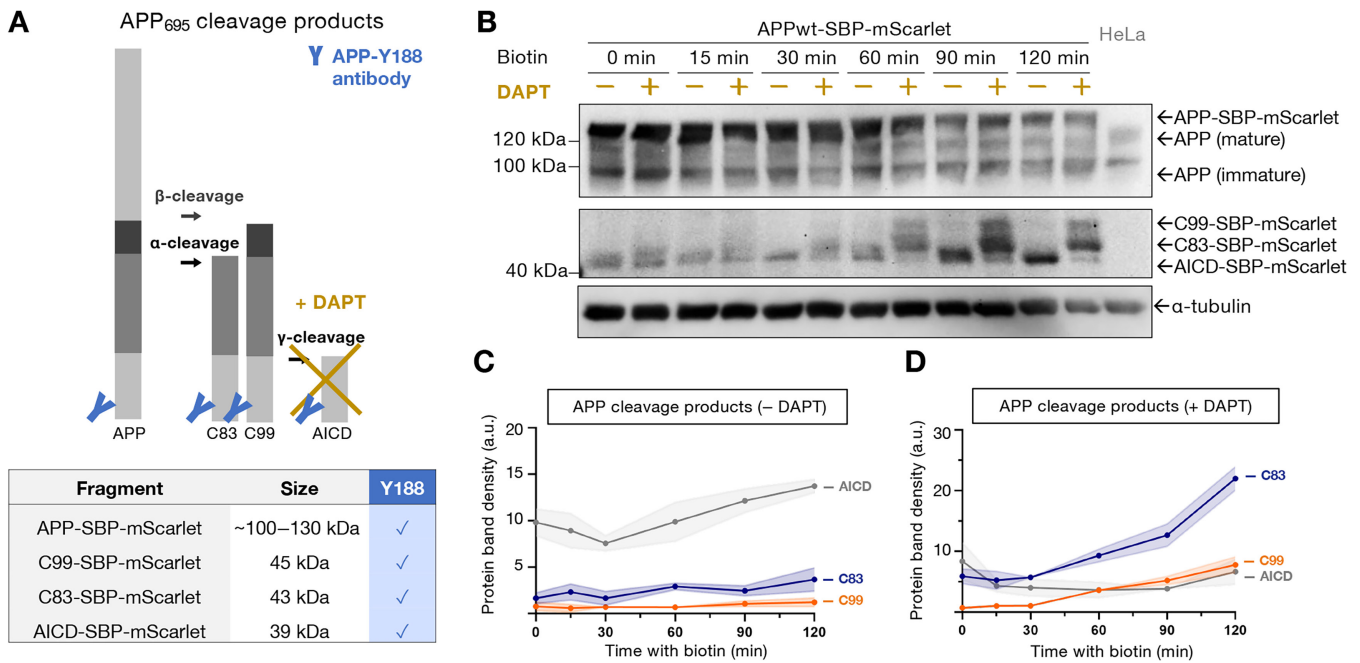 A
APP₆₉₅ cleavage products
APP-Y188
antibody
β-cleavage
α-cleavage
+ DAPT
γ-cleavage
APP
C83
C99
AICD
Fragment Size Y188
APP-SBP-mScarlet ~100–130 kDa ✓
C99-SBP-mScarlet 45 kDa ✓
C83-SBP-mScarlet 43 kDa ✓
AICD-SBP-mScarlet 39 kDa ✓
B
APPwt-SBP-mScarlet
HeLa
Biotin 0 min 15 min 30 min 60 min 90 min 120 min
DAPT − + − + − + − + − + − +
120 kDa
100 kDa
←APP-SBP-mScarlet
←APP (mature)
←APP (immature)
40 kDa
←C99-SBP-mScarlet
←C83-SBP-mScarlet
←AICD-SBP-mScarlet
←α-tubulin
C
APP cleavage products (– DAPT)
Protein band density (a.u.)
20
15
10
5
0 30 60 90 120
Time with biotin (min)
AICD
C83
C99
D
APP cleavage products (+ DAPT)
Protein band density (a.u.)
30
20
10
0
0 30 60 90 120
Time with biotin (min)
C83
C99
AICD